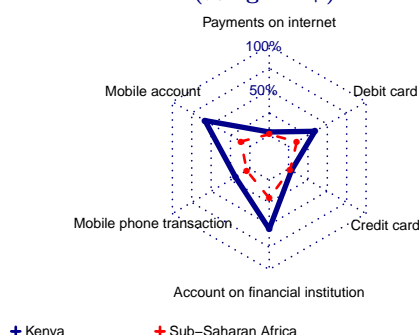 Payments on internet
100%
50%
Mobile account
Debit card
Mobile phone transaction
Credit card
Account on financial institution
Kenya
Sub−Saharan Africa